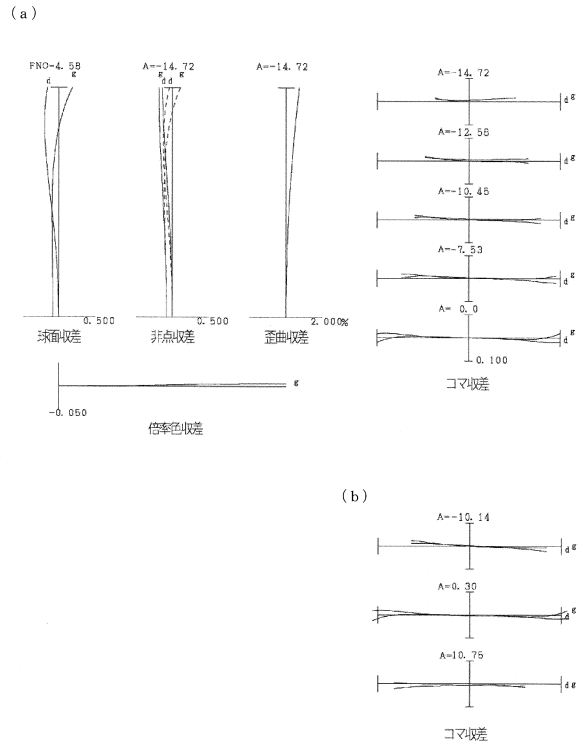 (a)
FNO-4.58
d
g
0.500
球面収差
A=-14.72
g d d g
0.500
非点収差
A=-14.72
2.000%
歪曲収差
-0.050
g
倍率色収差
A=-14.72
d g
A=-12.56
d g
A=-10.45
d g
A=-7.53
d g
A= 0.0
g
d
0.100
コマ収差
(b)
A=-10.14
d g
A=0.30
g
d
A=10.75
d g
コマ収差